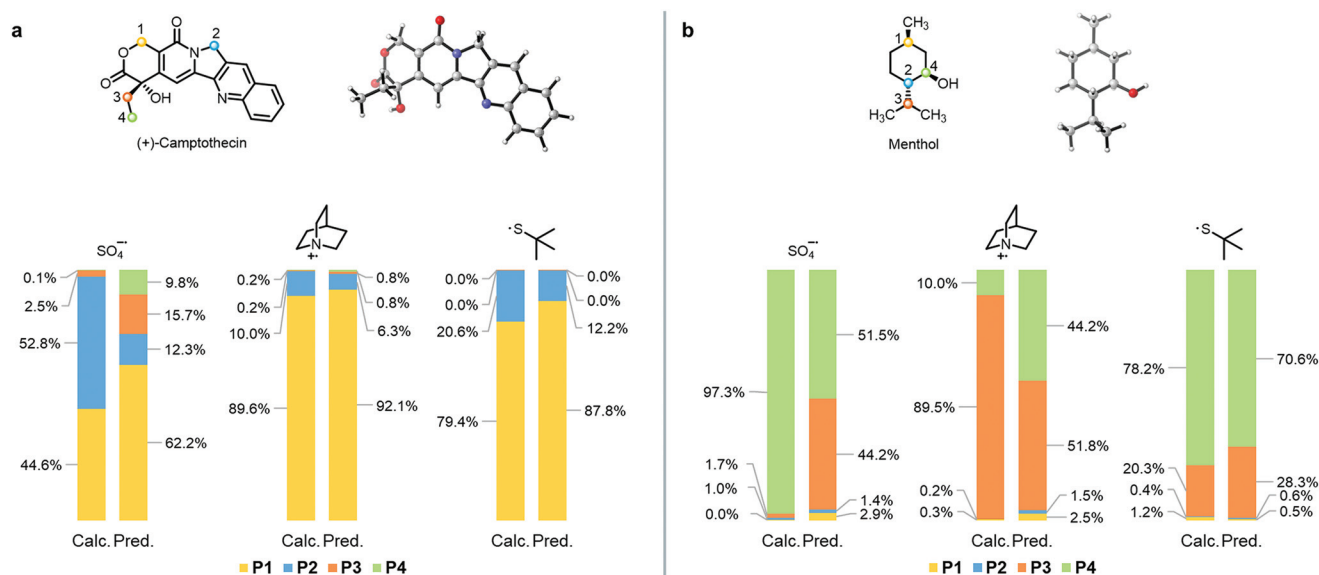 a
b
1
O
2
O
N
O
3
OH
N
4
(+)-Camptothecin
CH₃
1
4
2
OH
3
H₃C
CH₃
Menthol
SO₄⁻·
N
+·
·S
SO₄⁻·
N
+·
·S
0.1%
2.5%
52.8%
44.6%
9.8%
15.7%
12.3%
62.2%
0.2%
0.2%
10.0%
89.6%
0.8%
0.8%
6.3%
92.1%
0.0%
0.0%
20.6%
79.4%
0.0%
0.0%
12.2%
87.8%
97.3%
1.7%
1.0%
0.0%
51.5%
44.2%
1.4%
2.9%
10.0%
89.5%
0.2%
0.3%
44.2%
51.8%
1.5%
2.5%
78.2%
20.3%
0.4%
1.2%
70.6%
28.3%
0.6%
0.5%
Calc. Pred.
Calc. Pred.
Calc. Pred.
Calc. Pred.
Calc. Pred.
Calc. Pred.
P1 P2 P3 P4
P1 P2 P3 P4